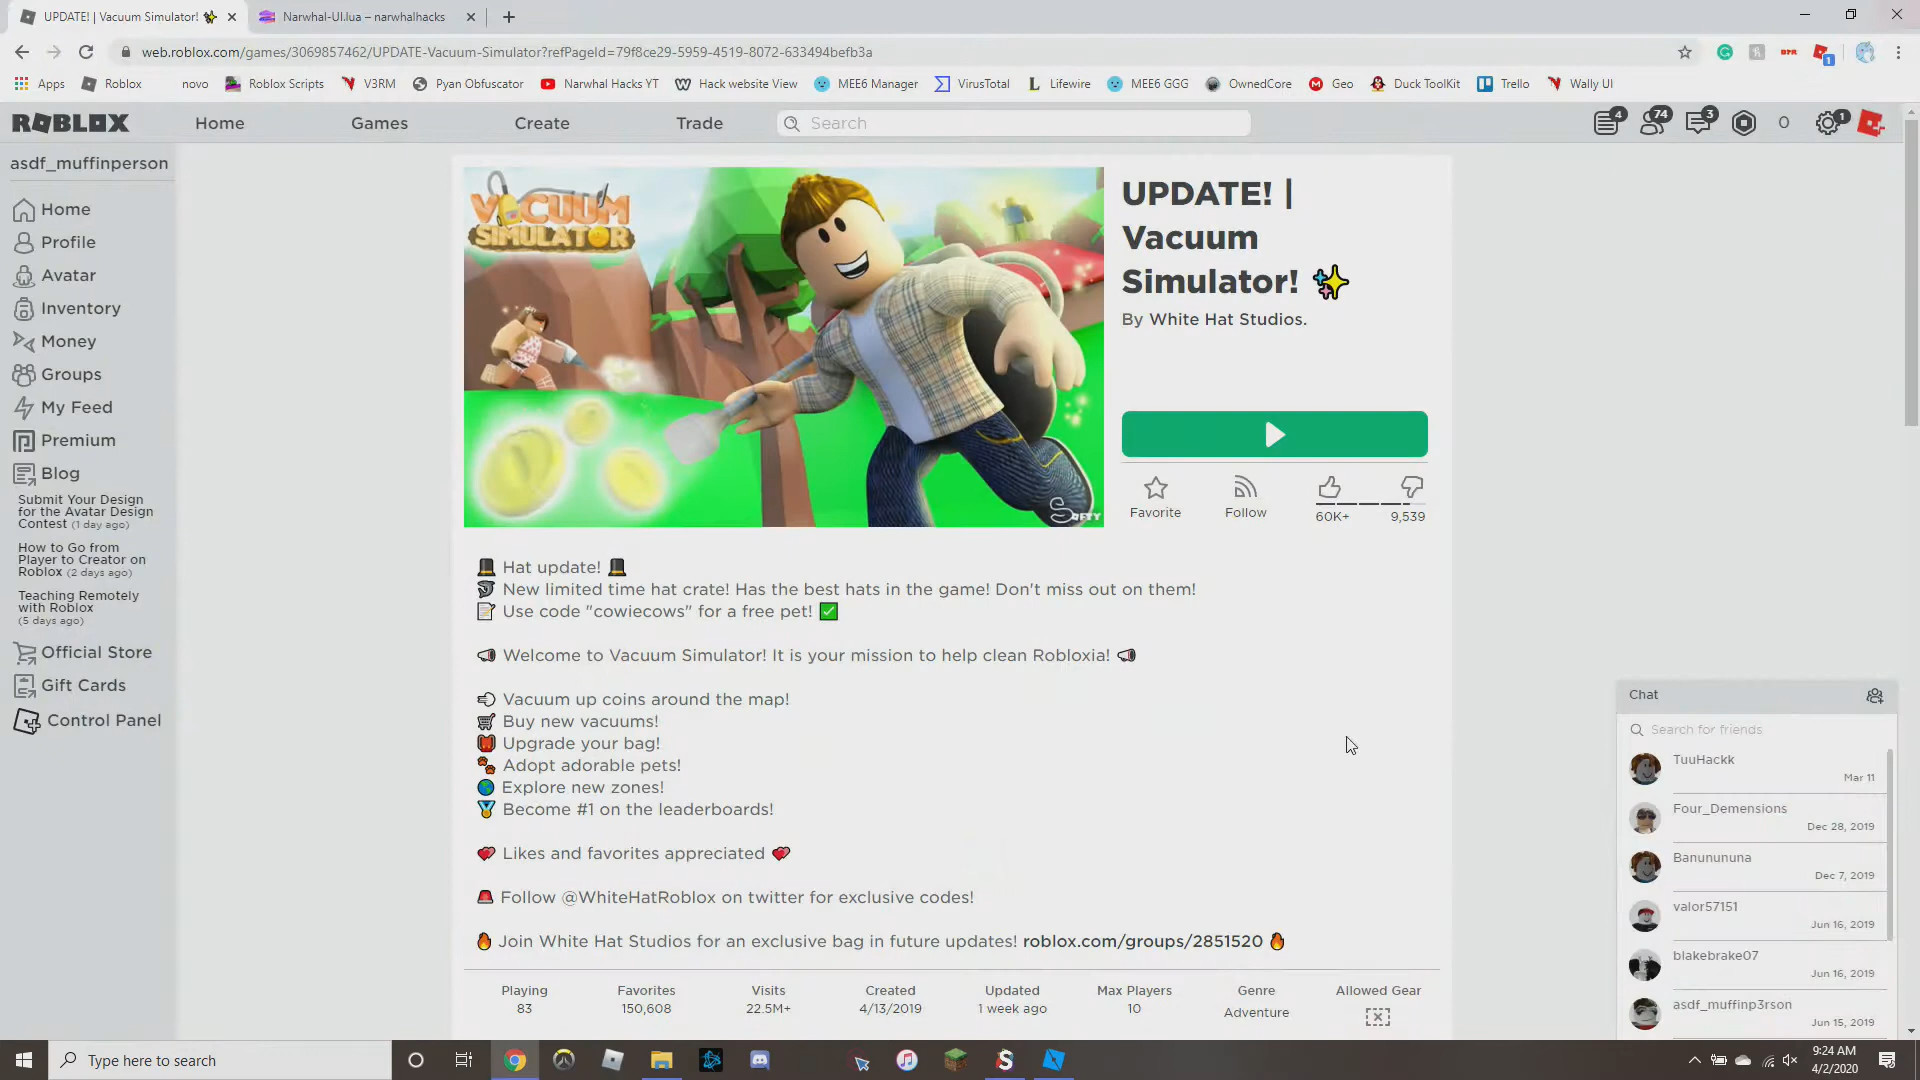 UPDATE! | Vacuum Simulator! ✨
Narwhal-UI.lua – narwhalhacks
web.roblox.com/games/3069857462/UPDATE-Vacuum-Simulator?refPageId=79f8ce29-5959-4519-8072-633494befb3a
Apps
Roblox
novo
Roblox Scripts
V3RM
Pyan Obfuscator
Narwhal Hacks YT
Hack website View
MEE6 Manager
VirusTotal
Lifewire
MEE6 GGG
OwnedCore
Geo
Duck ToolKit
Trello
Wally UI
ROBLOX
Home
Games
Create
Trade
Search
4
74
3
0
1
asdf_muffinperson
Home
Profile
Avatar
Inventory
Money
Groups
My Feed
Premium
Blog
Submit Your Design
for the Avatar Design
Contest (1 day ago)
How to Go from
Player to Creator on
Roblox (2 days ago)
Teaching Remotely
with Roblox
(5 days ago)
Official Store
Gift Cards
Control Panel
VACUUM
SIMULATOR
UPDATE! |
Vacuum
Simulator! ✨
By White Hat Studios.
Favorite
Follow
60K+
9,539
🎩 Hat update! 🎩
New limited time hat crate! Has the best hats in the game! Don't miss out on them!
📝 Use code "cowiecows" for a free pet! ✅
📢 Welcome to Vacuum Simulator! It is your mission to help clean Robloxia! 📢
💨 Vacuum up coins around the map!
🛒 Buy new vacuums!
🎒 Upgrade your bag!
🐾 Adopt adorable pets!
🌎 Explore new zones!
🏅 Become #1 on the leaderboards!
💕 Likes and favorites appreciated 💕
🚨 Follow @WhiteHatRoblox on twitter for exclusive codes!
🔥 Join White Hat Studios for an exclusive bag in future updates! roblox.com/groups/2851520 🔥
Playing
83
Favorites
150,608
Visits
22.5M+
Created
4/13/2019
Updated
1 week ago
Max Players
10
Genre
Adventure
Allowed Gear
Chat
Search for friends
TuuHackk
Mar 11
Four_Demensions
Dec 28, 2019
Banunununa
Dec 7, 2019
valor57151
Jun 16, 2019
blakebrake07
Jun 16, 2019
asdf_muffinp3rson
Jun 15, 2019
Type here to search
9:24 AM
4/2/2020